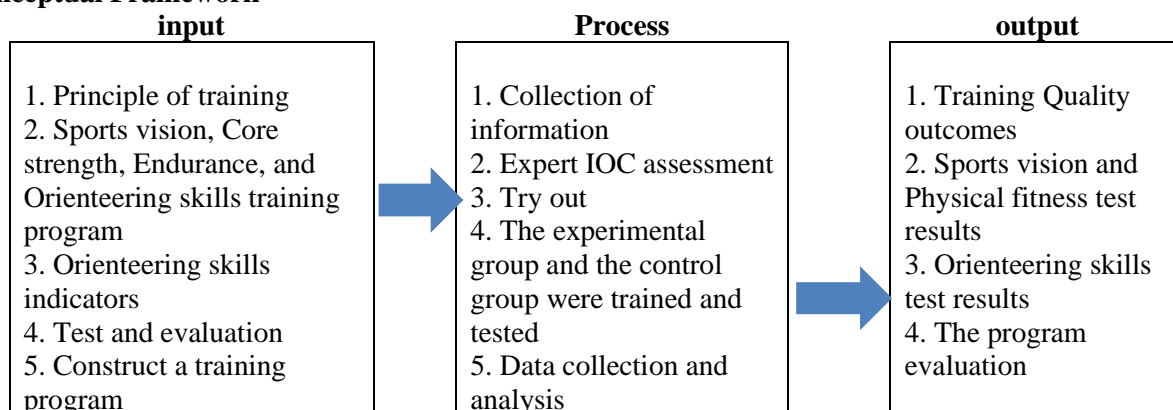 input
1. Principle of training
2. Sports vision, Core
strength, Endurance, and
Orienteering skills training
program
3. Orienteering skills
indicators
4. Test and evaluation
5. Construct a training
program
Process
1. Collection of
information
2. Expert IOC assessment
3. Try out
4. The experimental
group and the control
group were trained and
tested
5. Data collection and
analysis
output
1. Training Quality
outcomes
2. Sports vision and
Physical fitness test
results
3. Orienteering skills
test results
4. The program
evaluation